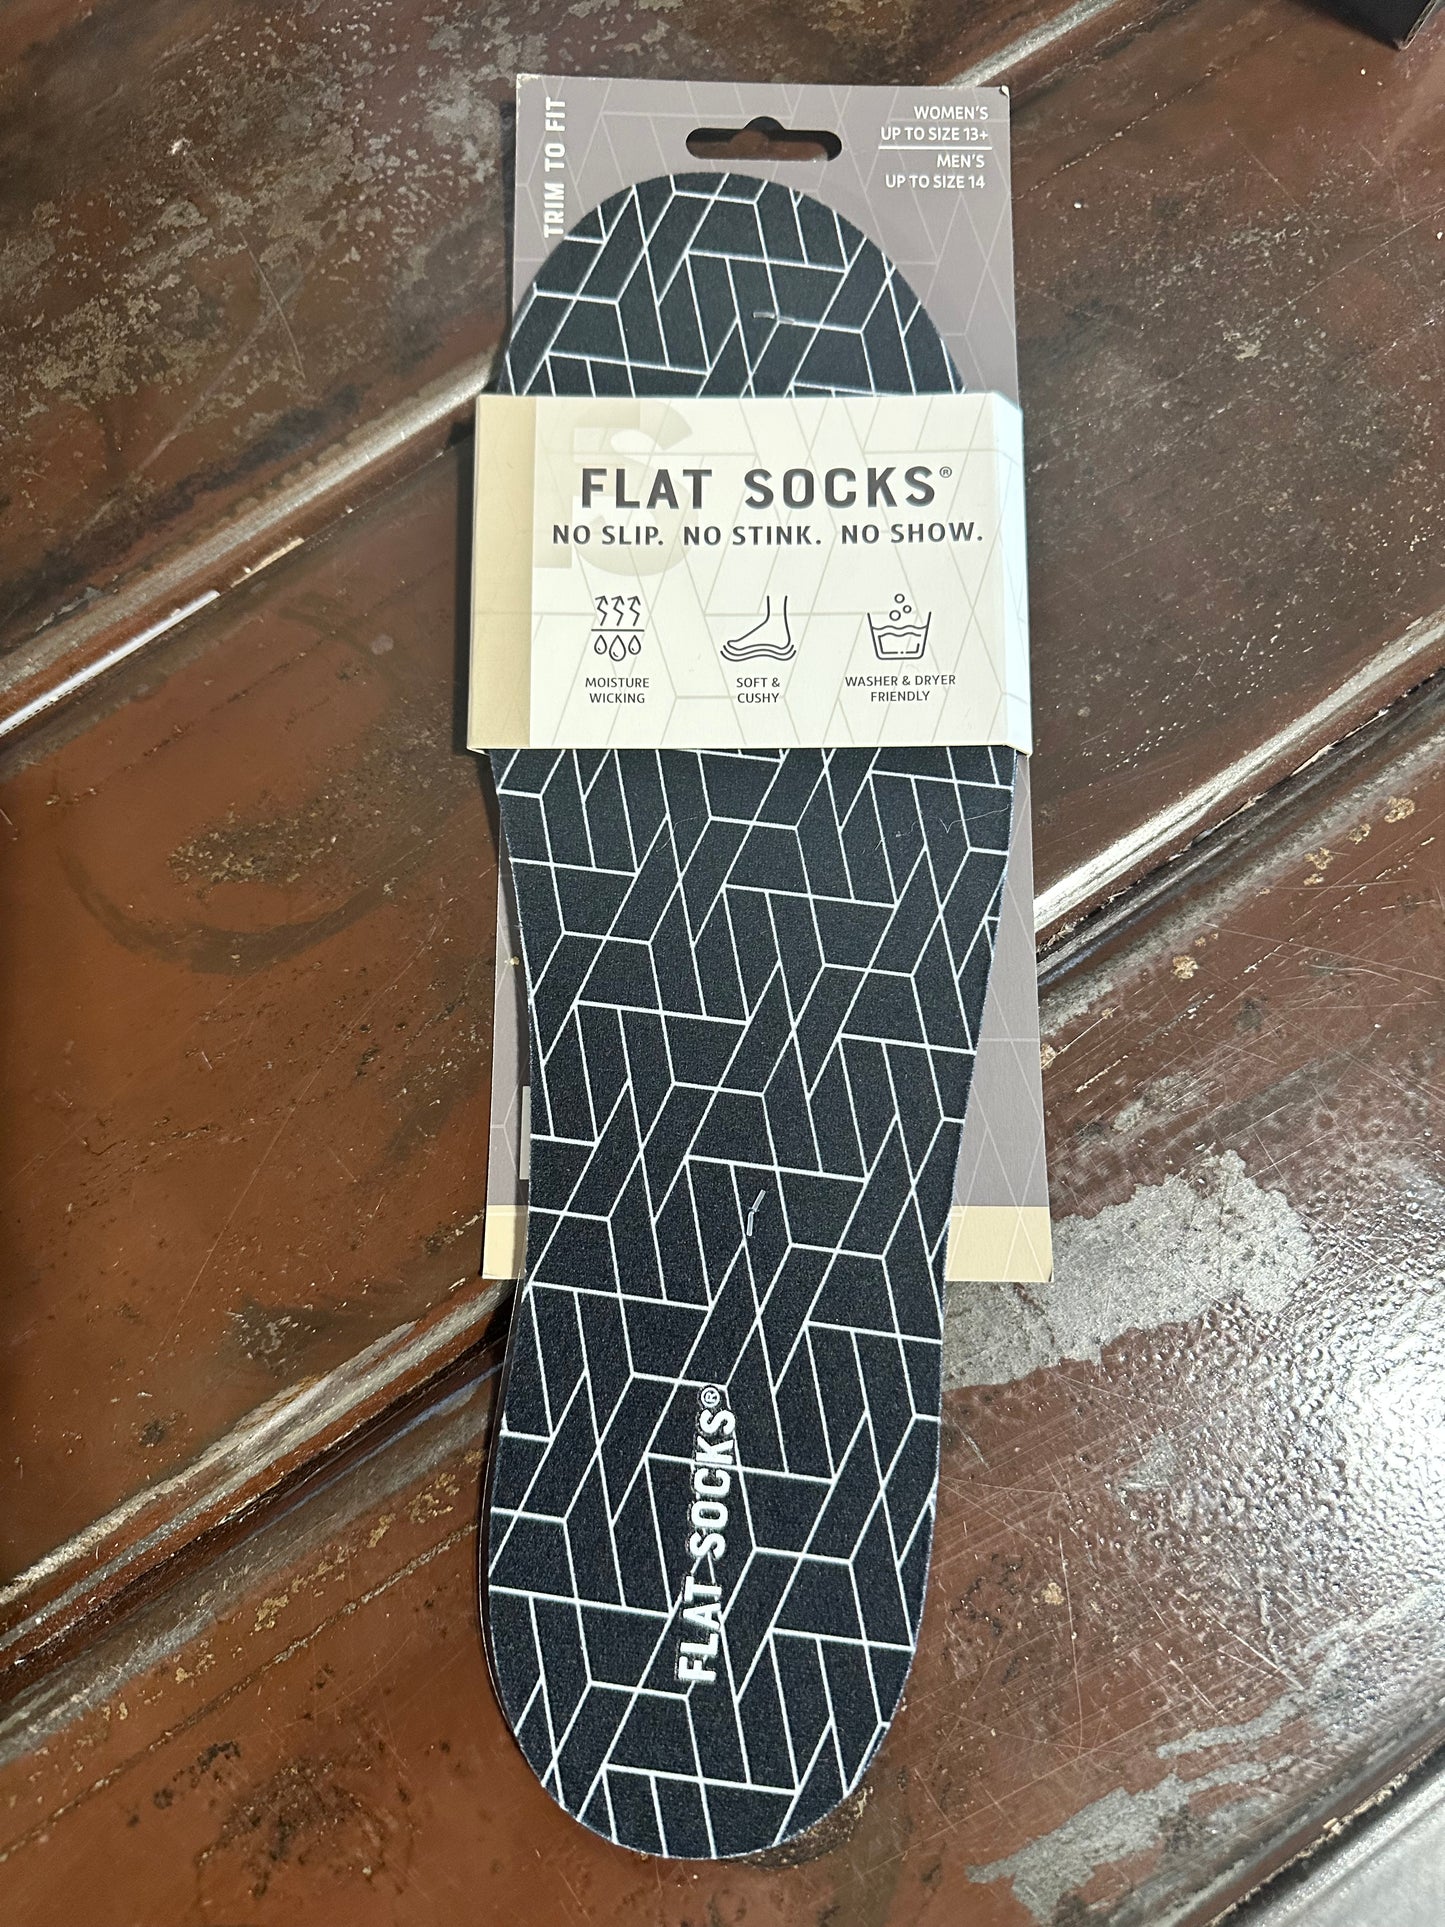 TRIM TO FIT
WOMEN'S
UP TO SIZE 13+
MEN'S
UP TO SIZE 14
FLAT SOCKS®
NO SLIP. NO STINK. NO SHOW.
MOISTURE
WICKING
SOFT &
CUSHY
WASHER & DRYER
FRIENDLY
FLAT SOCKS®